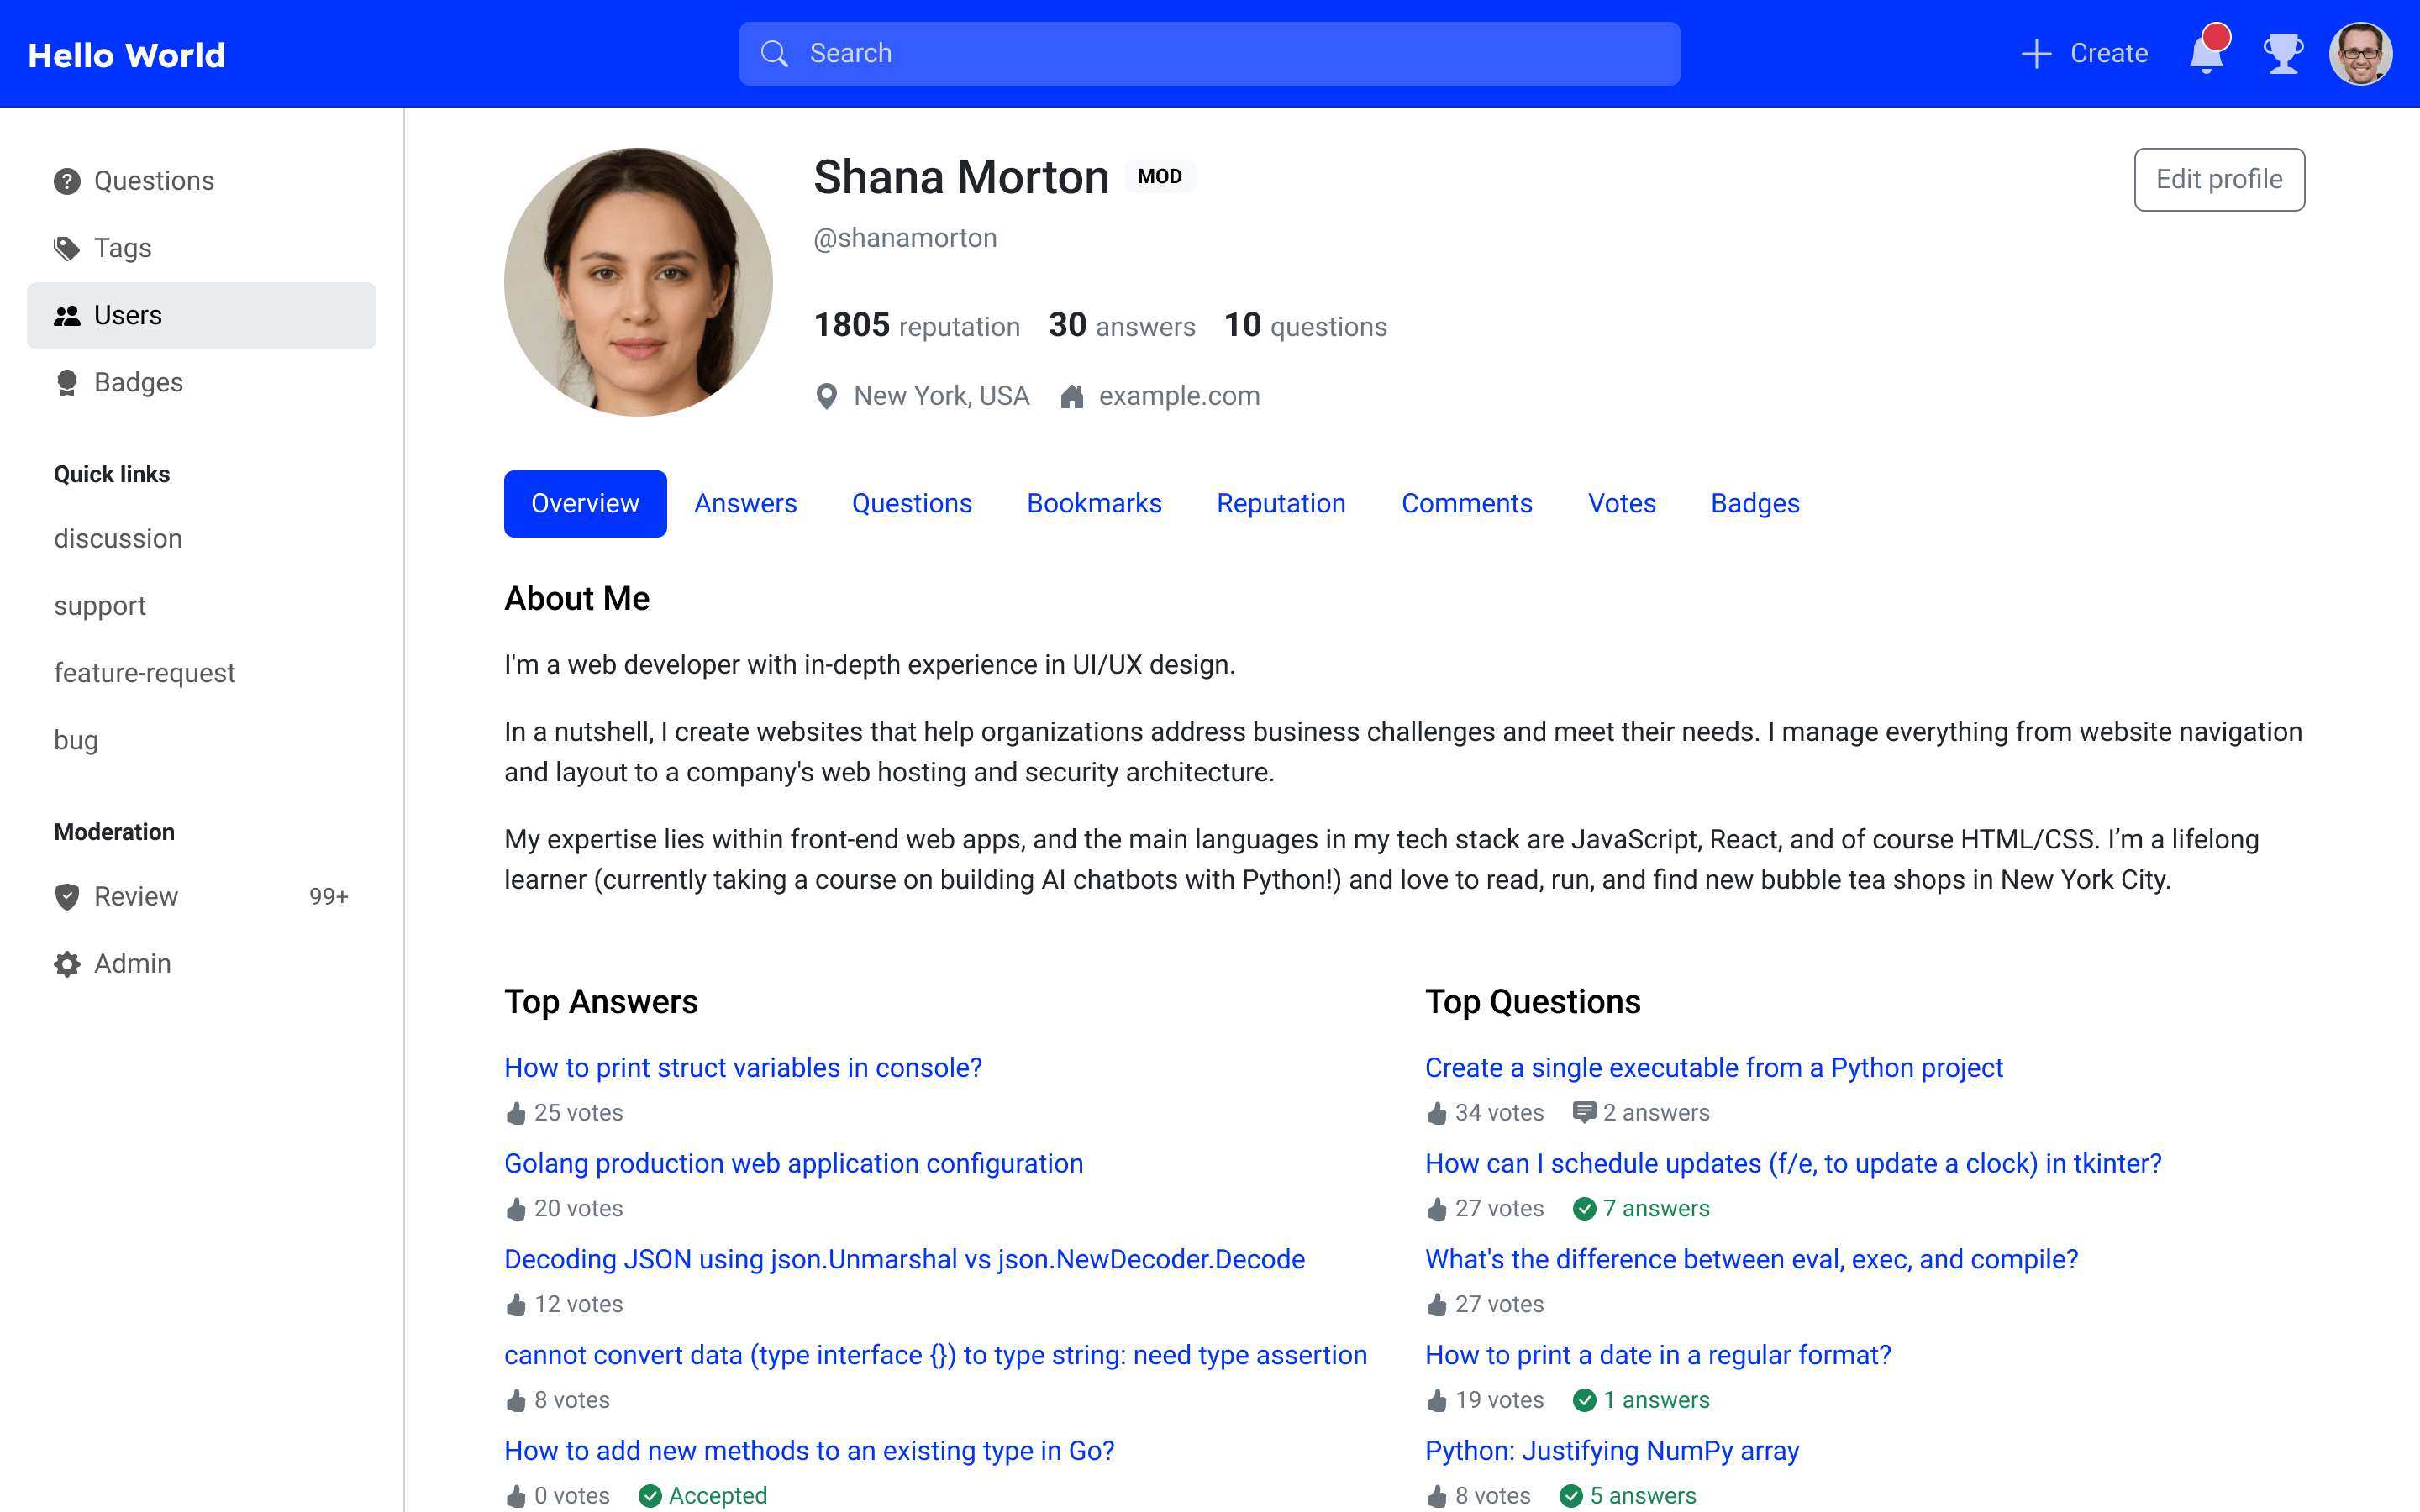 Hello World
Search
Create
Questions
Tags
Users
Badges
Quick links
discussion
support
feature-request
bug
Moderation
Review 99+
Admin
Shana Morton MOD
Edit profile
@shanamorton
1805 reputation 30 answers 10 questions
New York, USA example.com
Overview Answers Questions Bookmarks Reputation Comments Votes Badges
About Me
I'm a web developer with in-depth experience in UI/UX design.
In a nutshell, I create websites that help organizations address business challenges and meet their needs. I manage everything from website navigation
and layout to a company's web hosting and security architecture.
My expertise lies within front-end web apps, and the main languages in my tech stack are JavaScript, React, and of course HTML/CSS. I’m a lifelong
learner (currently taking a course on building AI chatbots with Python!) and love to read, run, and find new bubble tea shops in New York City.
Top Answers
How to print struct variables in console?
25 votes
Golang production web application configuration
20 votes
Decoding JSON using json.Unmarshal vs json.NewDecoder.Decode
12 votes
cannot convert data (type interface {}) to type string: need type assertion
8 votes
How to add new methods to an existing type in Go?
0 votes Accepted
Top Questions
Create a single executable from a Python project
34 votes 2 answers
How can I schedule updates (f/e, to update a clock) in tkinter?
27 votes 7 answers
What's the difference between eval, exec, and compile?
27 votes
How to print a date in a regular format?
19 votes 1 answers
Python: Justifying NumPy array
8 votes 5 answers